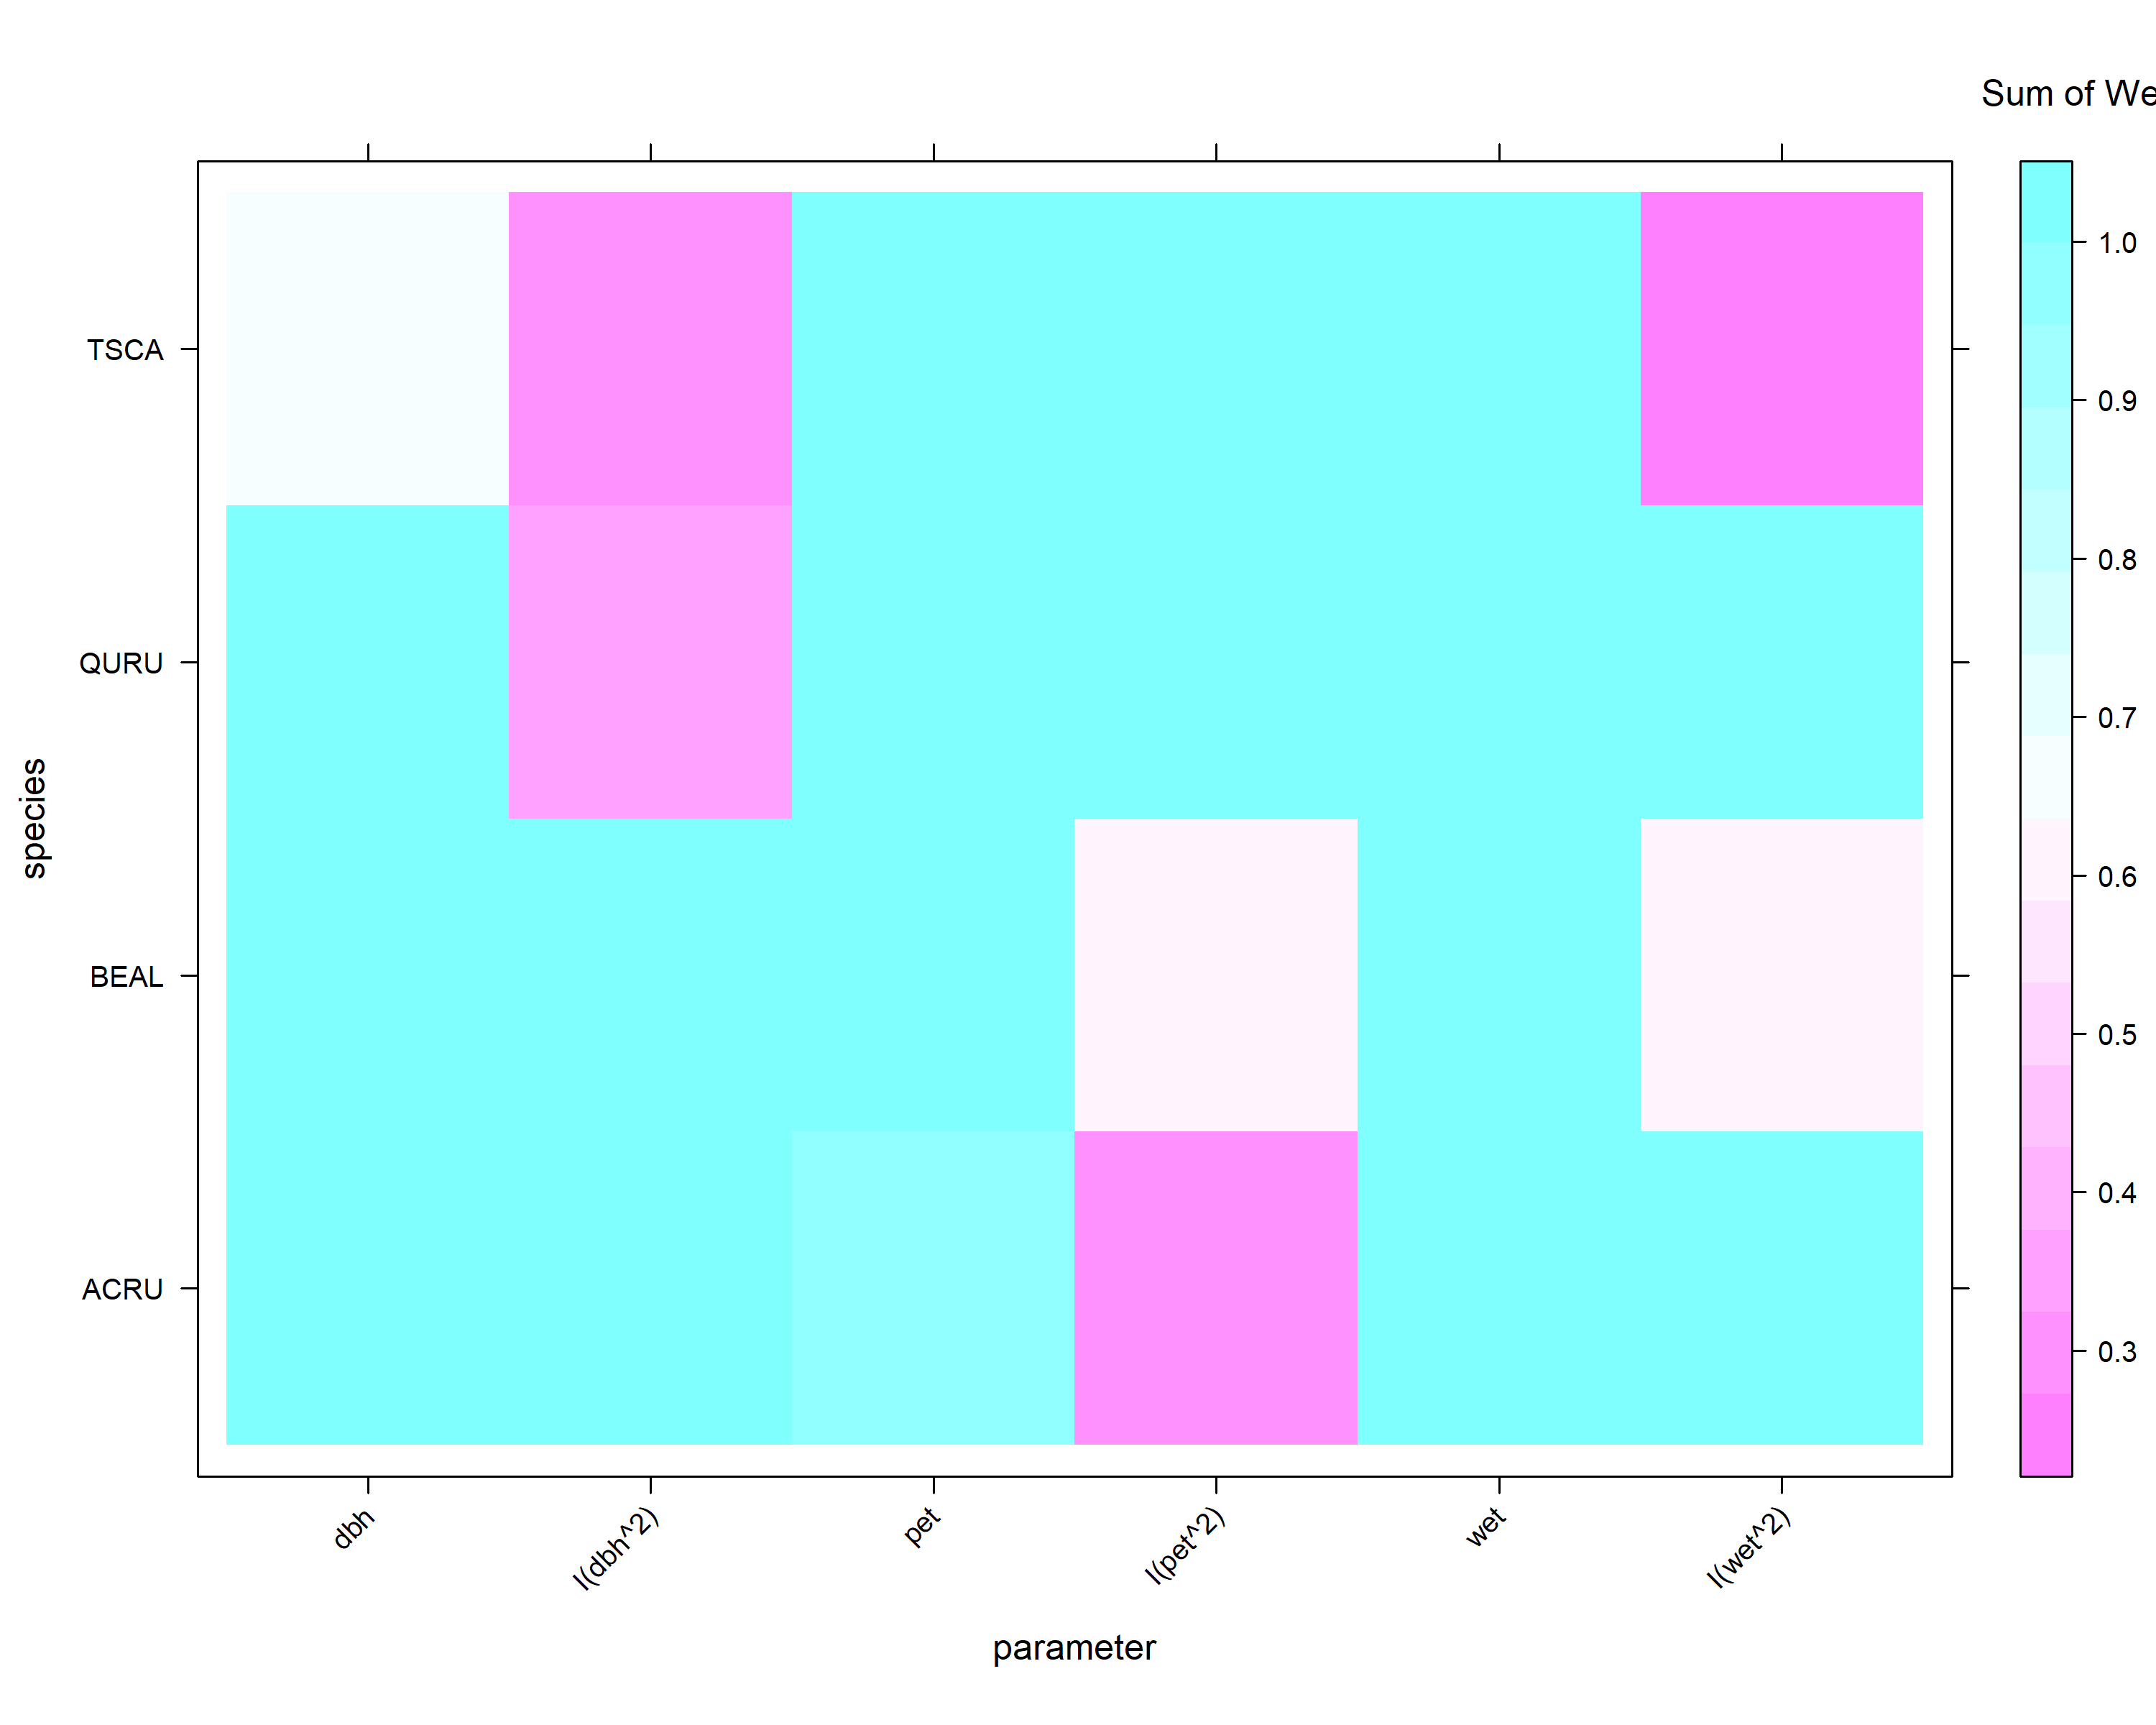 Sum of We
1.0
0.9
0.8
0.7
0.6
0.5
0.4
0.3
TSCA
QURU
BEAL
ACRU
species
dbh
I(dbh^2)
pet
I(pet^2)
wet
I(wet^2)
parameter